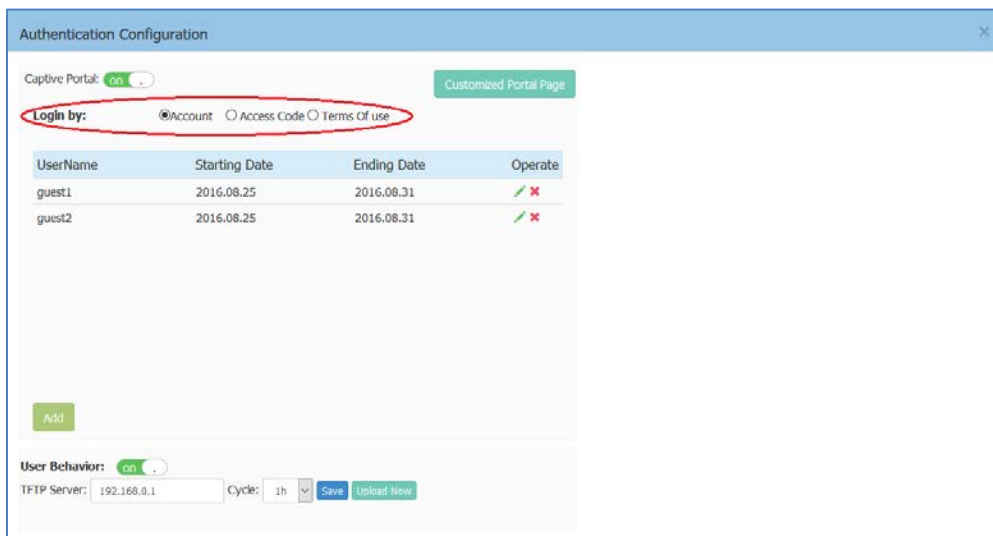 Authentication Configuration
Captive Portal: on
Customized Portal Page
Login by: Account Access Code Terms Of use
UserName Starting Date Ending Date Operate
guest1 2016.08.25 2016.08.31
guest2 2016.08.25 2016.08.31
Add
User Behavior: on
TFTP Server: 192.168.0.1 Cycle: 1h Save Upload Now